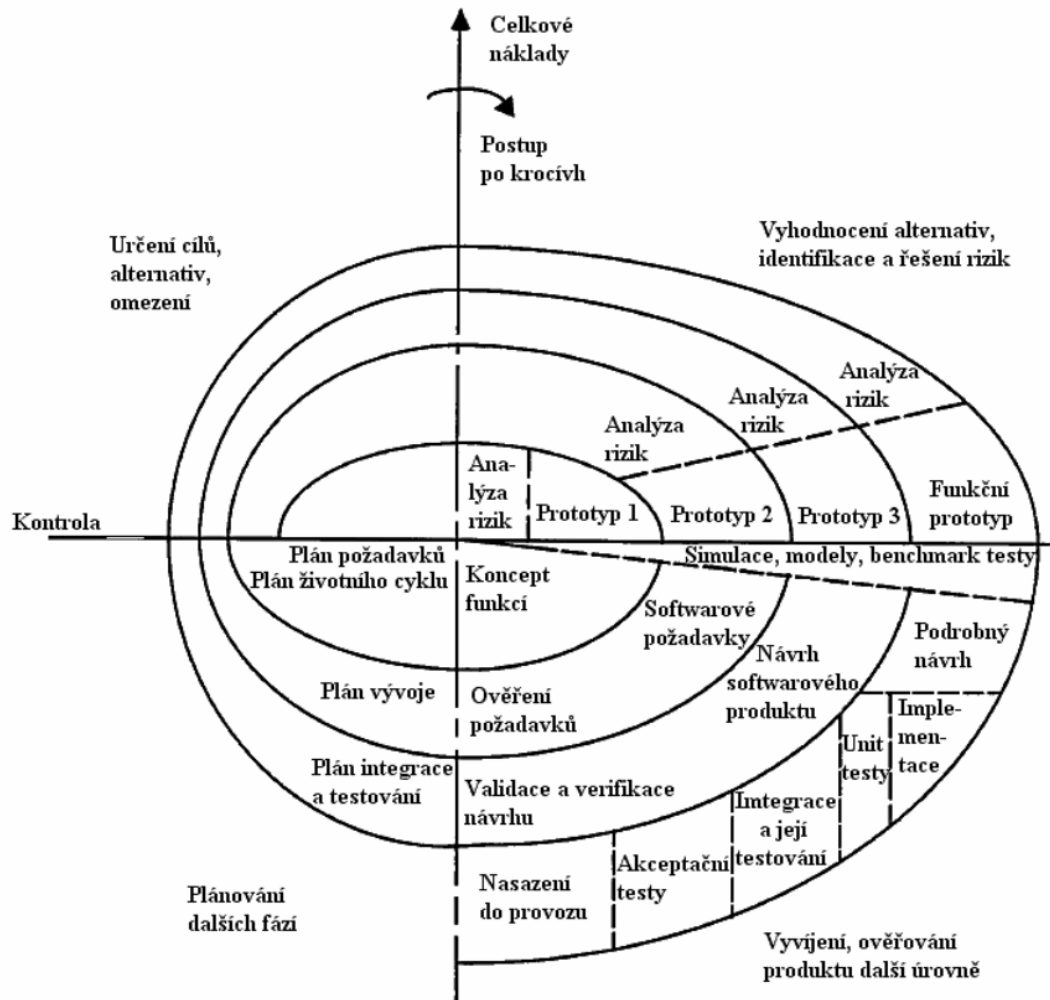 Celkové
náklady
Postup
po krocívh
Určení cílů,
alternativ,
omezení
Vyhodnocení alternativ,
identifikace a řešení rizik
Analýza
rizik
Analýza
rizik
Analýza
rizik
Ana-
lýza
rizik
Prototyp 1
Prototyp 2
Prototyp 3
Funkční
prototyp
Kontrola
Plán požadavků
Plán životního cyklu
Koncept
funkcí
Simulace, modely, benchmark testy
Softwarové
požadavky
Návrh
softwarového
produktu
Podrobný
návrh
Plán vývoje
Ověření
požadavků
Imple-
men-
tace
Unit
testy
Plán integrace
a testování
Validace a verifikace
návrhu
Imtegrace
a její
testování
Akceptační
testy
Nasazení
do provozu
Plánování
dalších fází
Vyvíjení, ověřování
produktu další úrovně